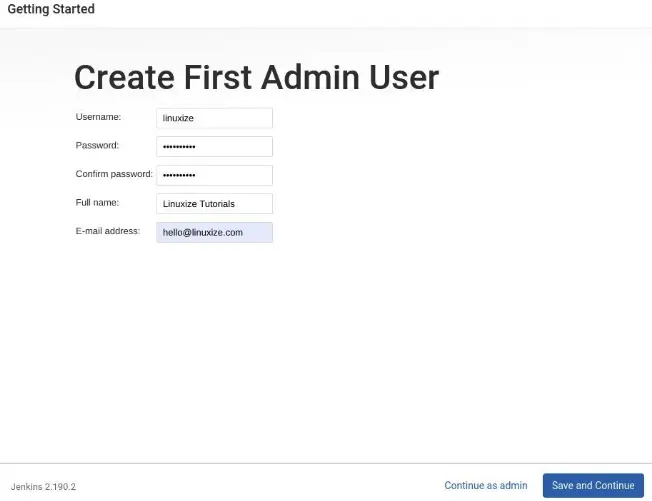 Getting Started
Create First Admin User
Username: linuxize
Password: ••••••••••
Confirm password: ••••••••••
Full name: Linuxize Tutorials
E-mail address: hello@linuxize.com
Jenkins 2.190.2 Continue as admin Save and Continue